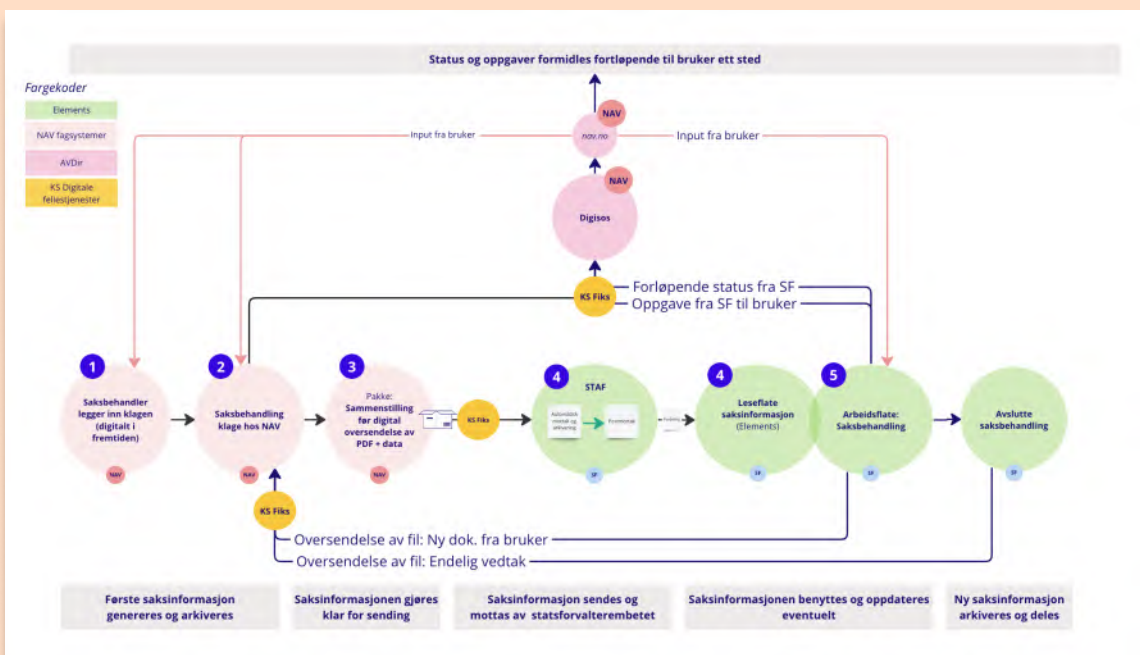 Status og oppgaver formidles fortløpende til bruker ett sted
Fargekoder
Elements
NAV fagsystemer
AVDir
KS Digitale
fellestjenester
NAV
nav.no
Input fra bruker
Input fra bruker
NAV
Digisos
KS Fiks
Forløpende status fra SF
Oppgave fra SF til bruker
1
Saksbehandler
legger inn klagen
(digitalt i
fremtiden)
NAV
2
Saksbehandling
klage hos NAV
NAV
3
Pakke:
Sammenstilling
før digital
oversendelse av
PDF + data
NAV
KS Fiks
4
STAF
Automatisk
mottak og
SF
4
Leseflate
saksinformasjon
(Elements)
SF
5
Arbeidsflate:
Saksbehandling
SF
Avslutte
saksbehandling
SF
KS Fiks
Oversendelse av fil: Ny dok. fra bruker
Oversendelse av fil: Endelig vedtak
Første saksinformasjon
genereres og arkiveres
Saksinformasjonen gjøres
klar for sending
Saksinformasjon sendes og
mottas av statsforvalterembetet
Saksinformasjonen benyttes og oppdateres
eventuelt
Ny saksinformasjon
arkiveres og deles